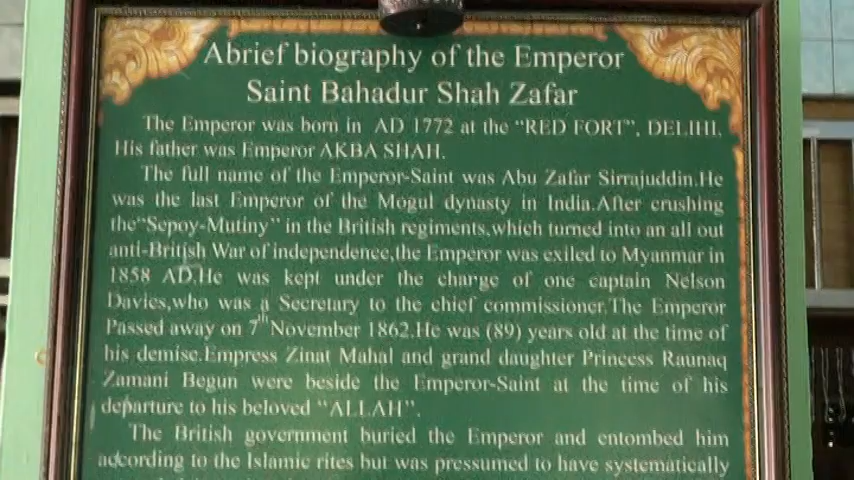 Abrief biography of the Emperor
Saint Bahadur Shah Zafar
The Emperor was born in AD 1772 at the "RED FORT", DELIHI,
His father was Emperor AKBA SHAH.
The full name of the Emperor-Saint was Abu Zafar Sirrajuddin.He
was the last Emperor of the Mogul dynasty in India.After crushing
the"Sepoy-Mutiny" in the British regiments,which turned into an all out
anti-British War of independence,the Emperor was exiled to Myanmar in
1858 AD.He was kept under the charge of one captain Nelson
Davies,who was a Secretary to the chief commissioner.The Emperor
Passed away on 7th November 1862.He was (89) years old at the time of
his demise.Empress Zinat Mahal and grand daughter Princess Raunaq
Zamani Begun were beside the Emperor-Saint at the time of his
departure to his beloved "ALLAH".
The British government buried the Emperor and entombed him
according to the Islamic rites but was pressumed to have systematically